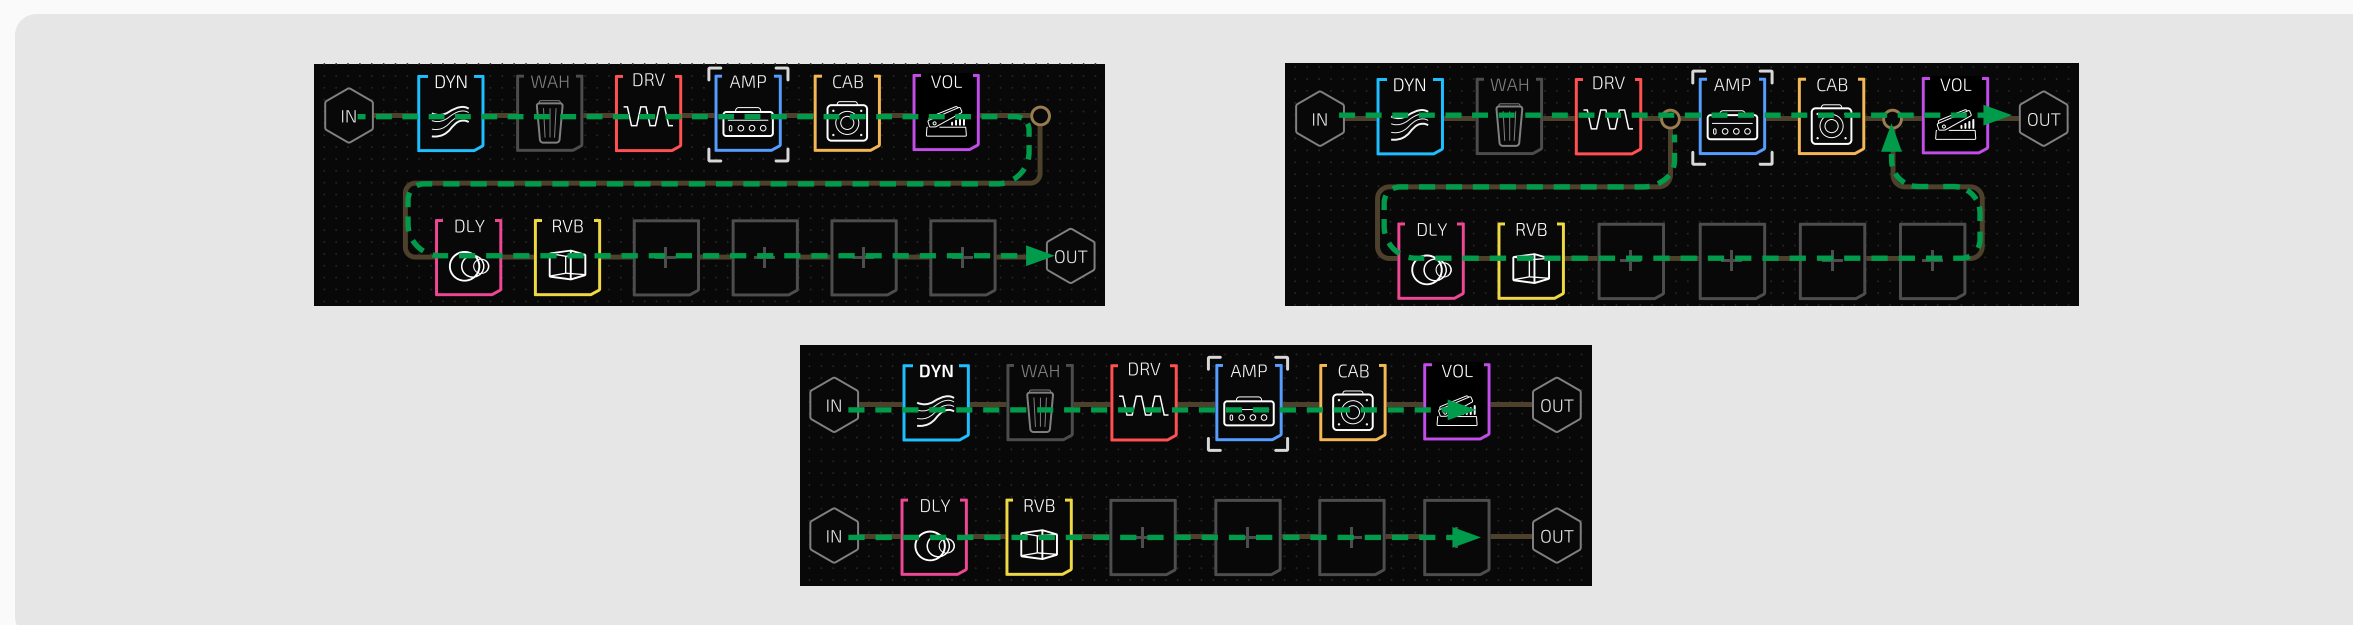 IN DYN WAH DRV AMP CAB VOL
DLY RVB OUT
IN DYN WAH DRV AMP CAB VOL OUT
DLY RVB
IN DYN WAH DRV AMP CAB VOL OUT
IN DLY RVB OUT